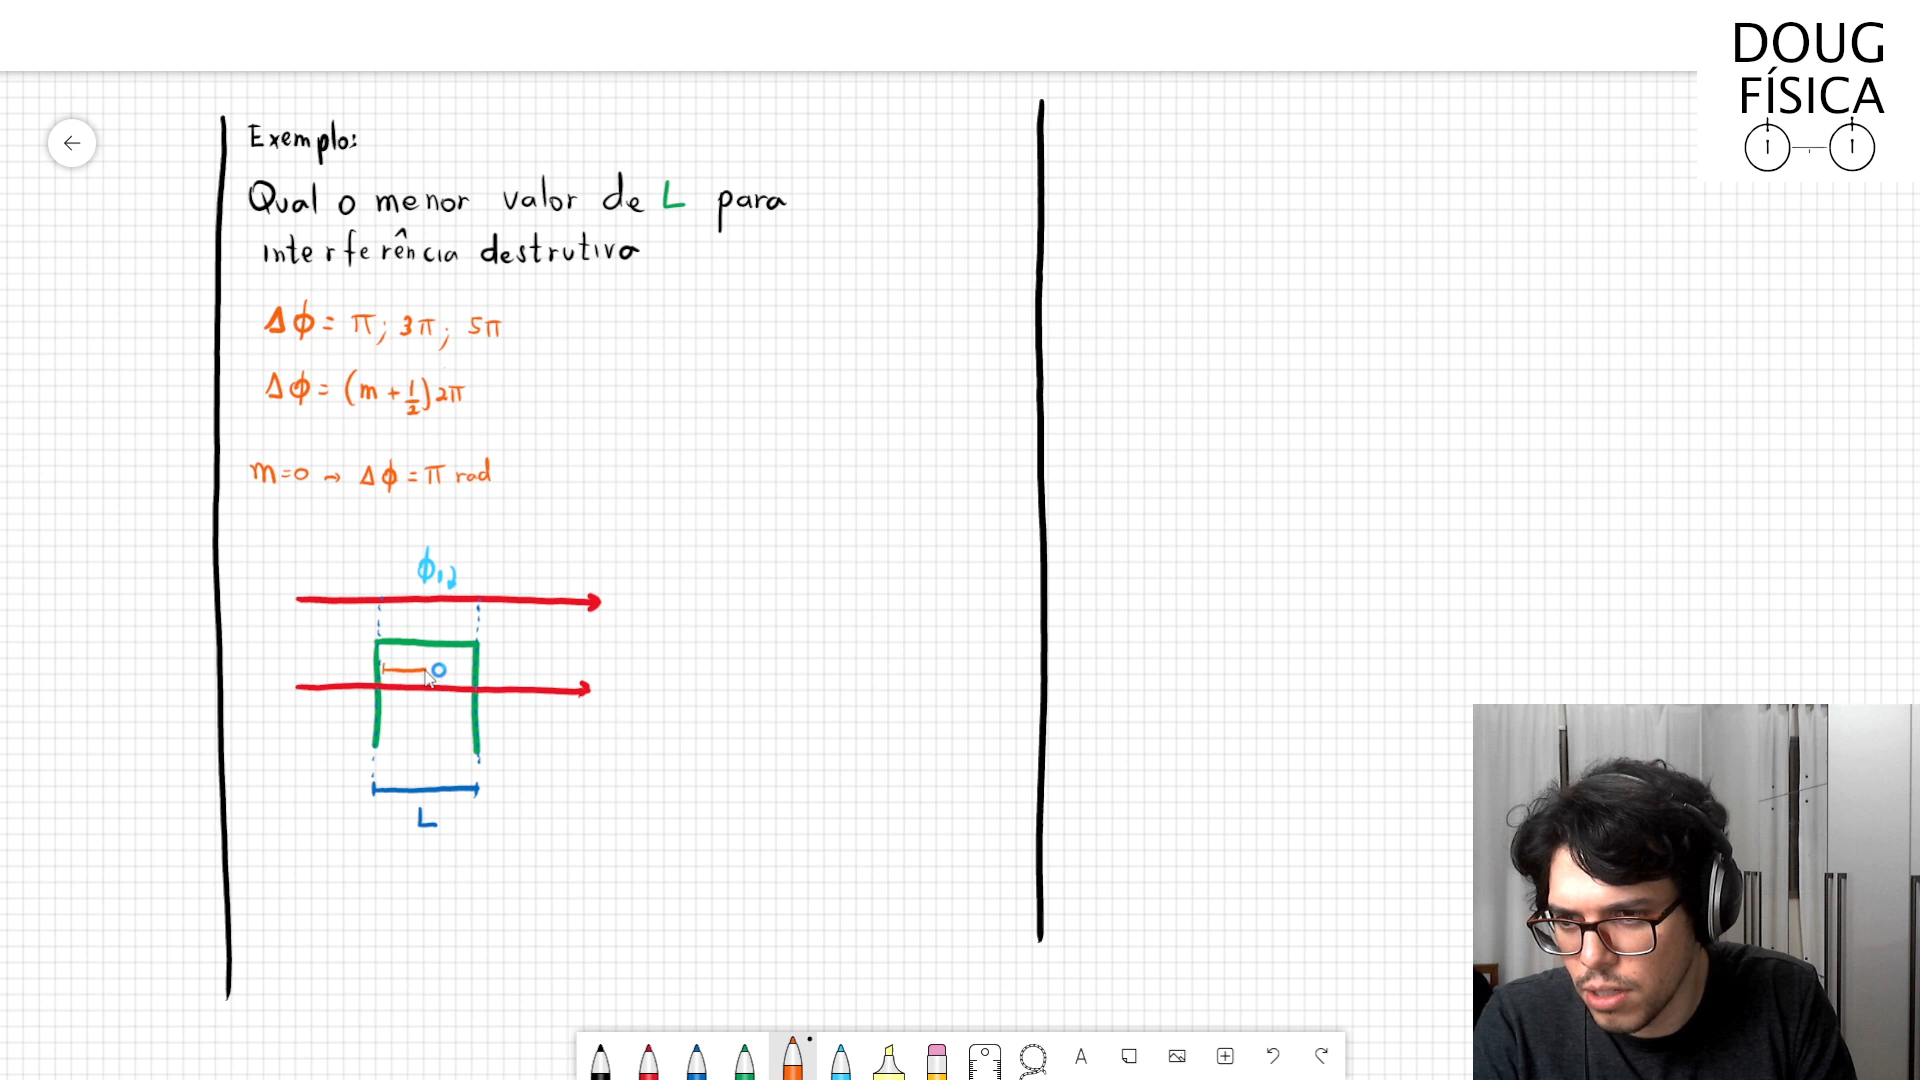 DOUG
FÍSICA
Exemplo:
Qual o menor valor de L para
interferência destrutiva
Δϕ = π; 3π; 5π
Δϕ = (m + 1/2) 2π
m=0 → Δϕ = π rad
L
A